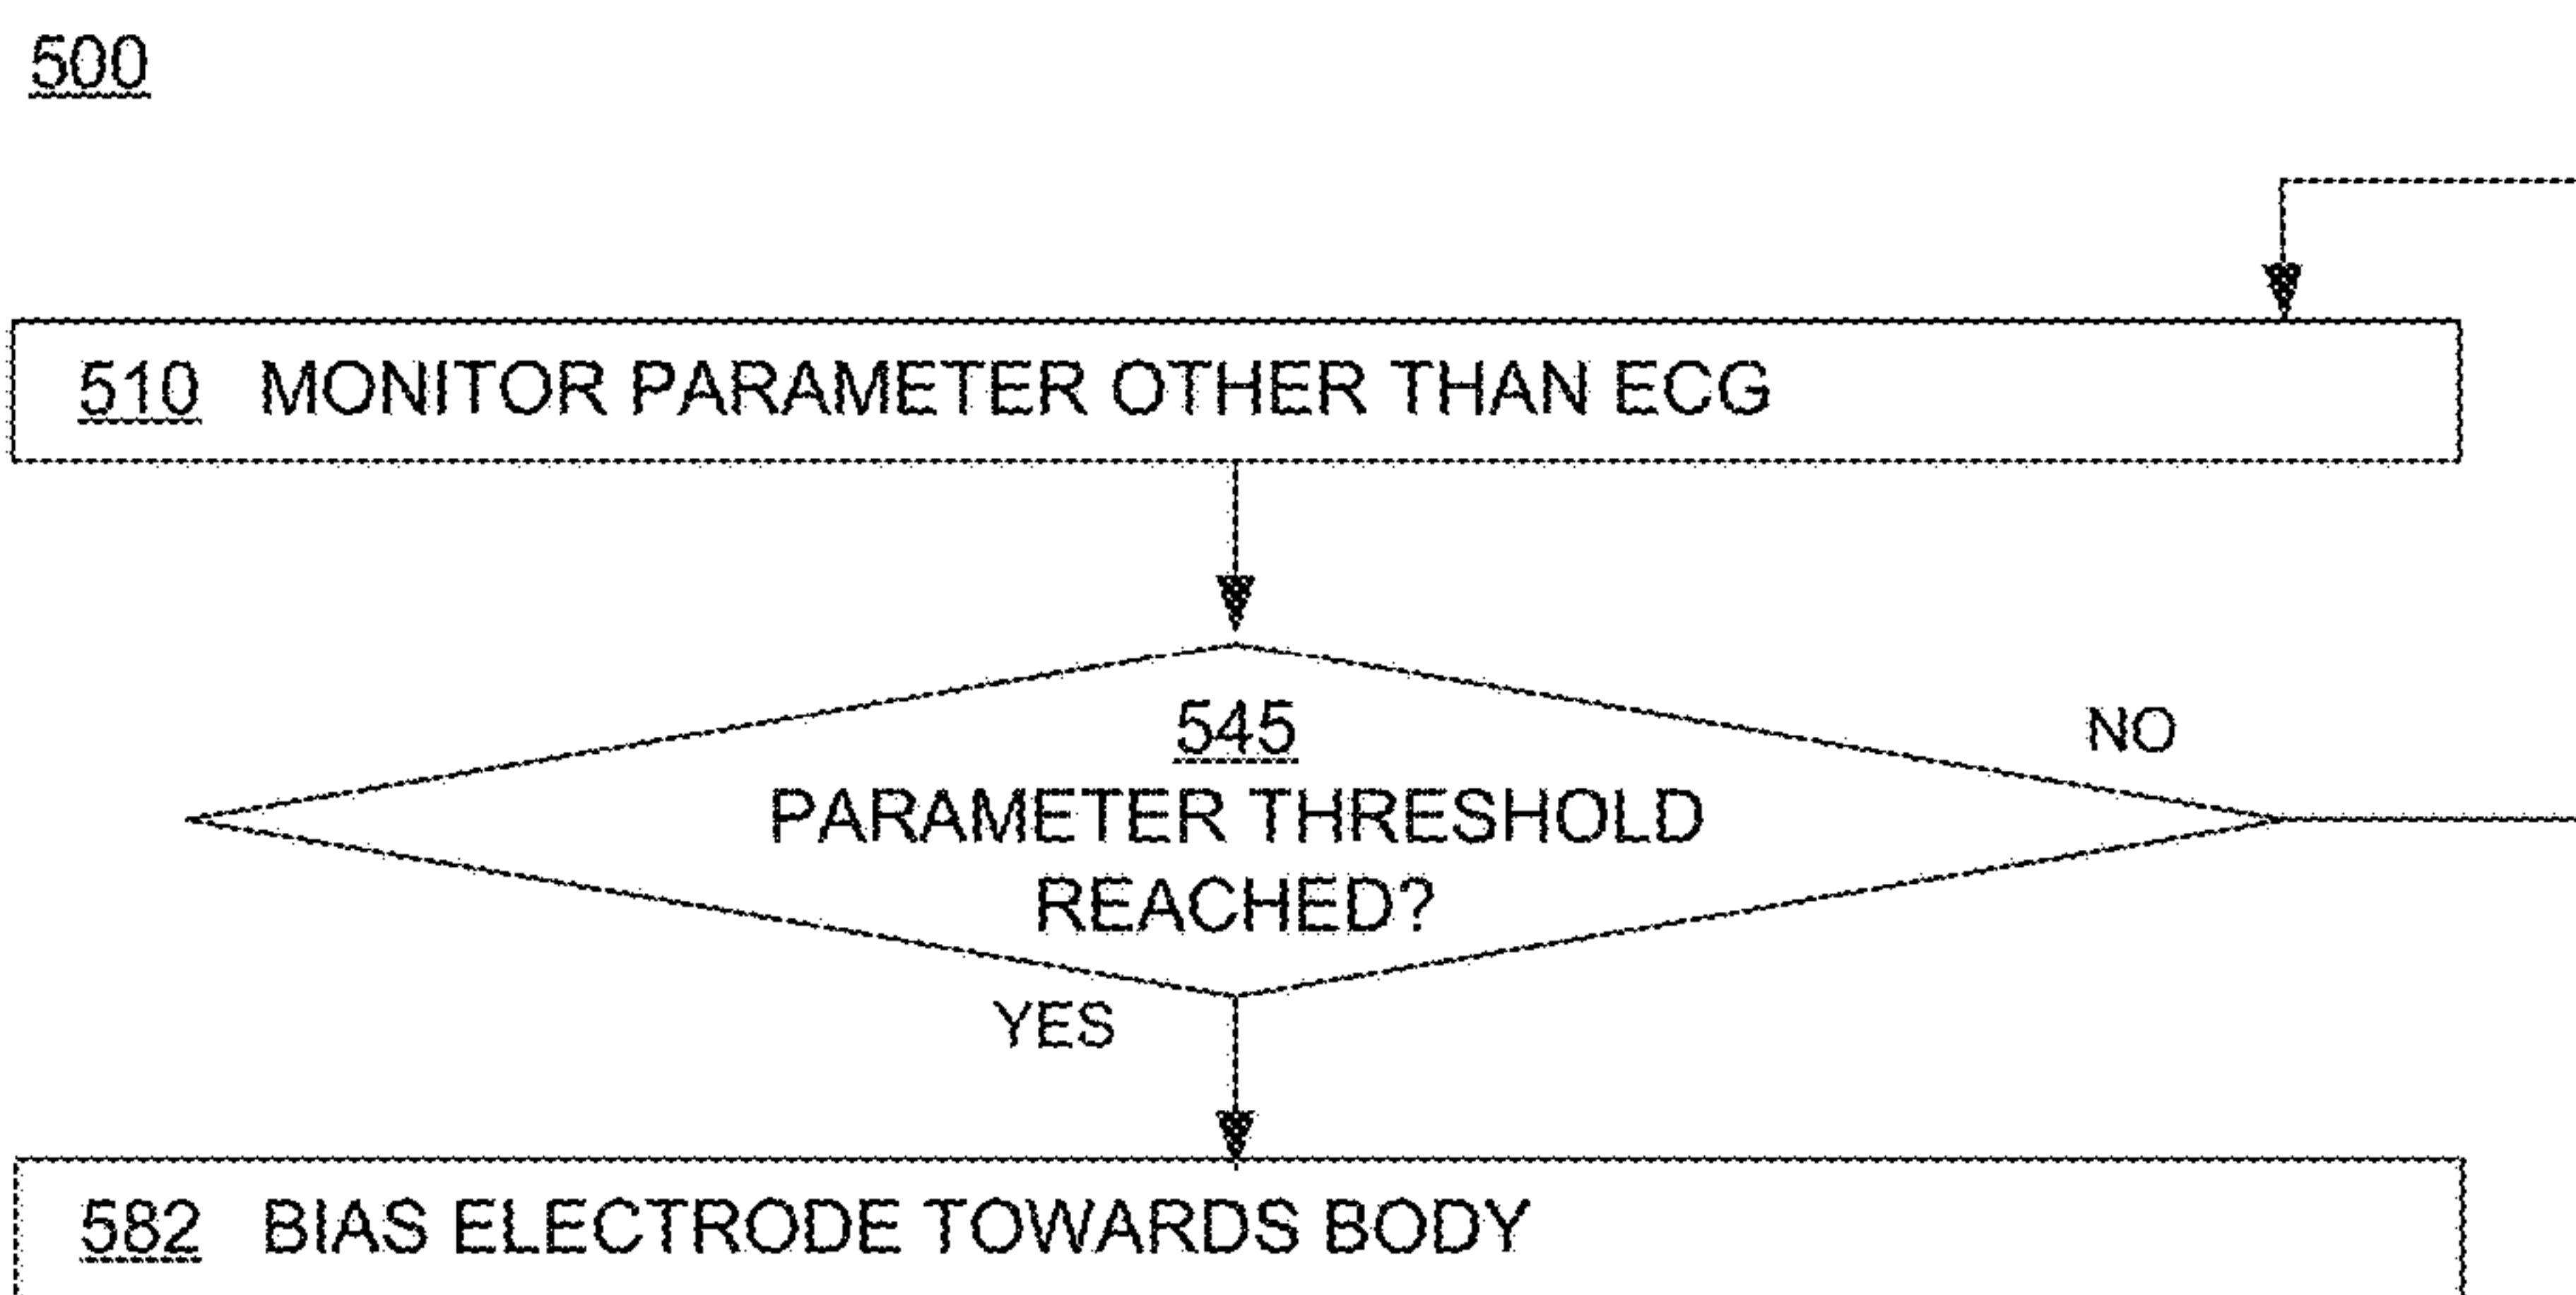 500
510 MONITOR PARAMETER OTHER THAN ECG
545
PARAMETER THRESHOLD
REACHED?
NO
YES
582 BIAS ELECTRODE TOWARDS BODY